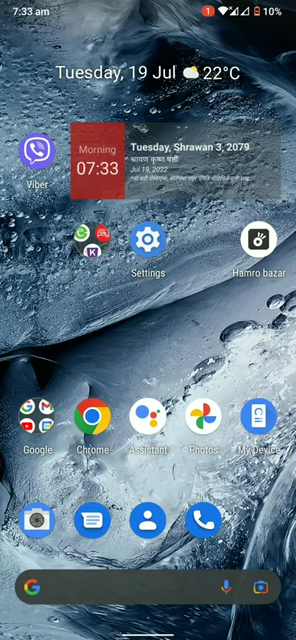 7:33 am
1
10%
Tuesday, 19 Jul 22°C
Morning
07:33
Tuesday, Shrawan 3, 2079
श्रावण कृष्ण षष्ठी
Jul 19, 2022
Viber
pay
K
Settings
Hamro bazar
Google
Chrome
Assistant
Photos
My Device
G